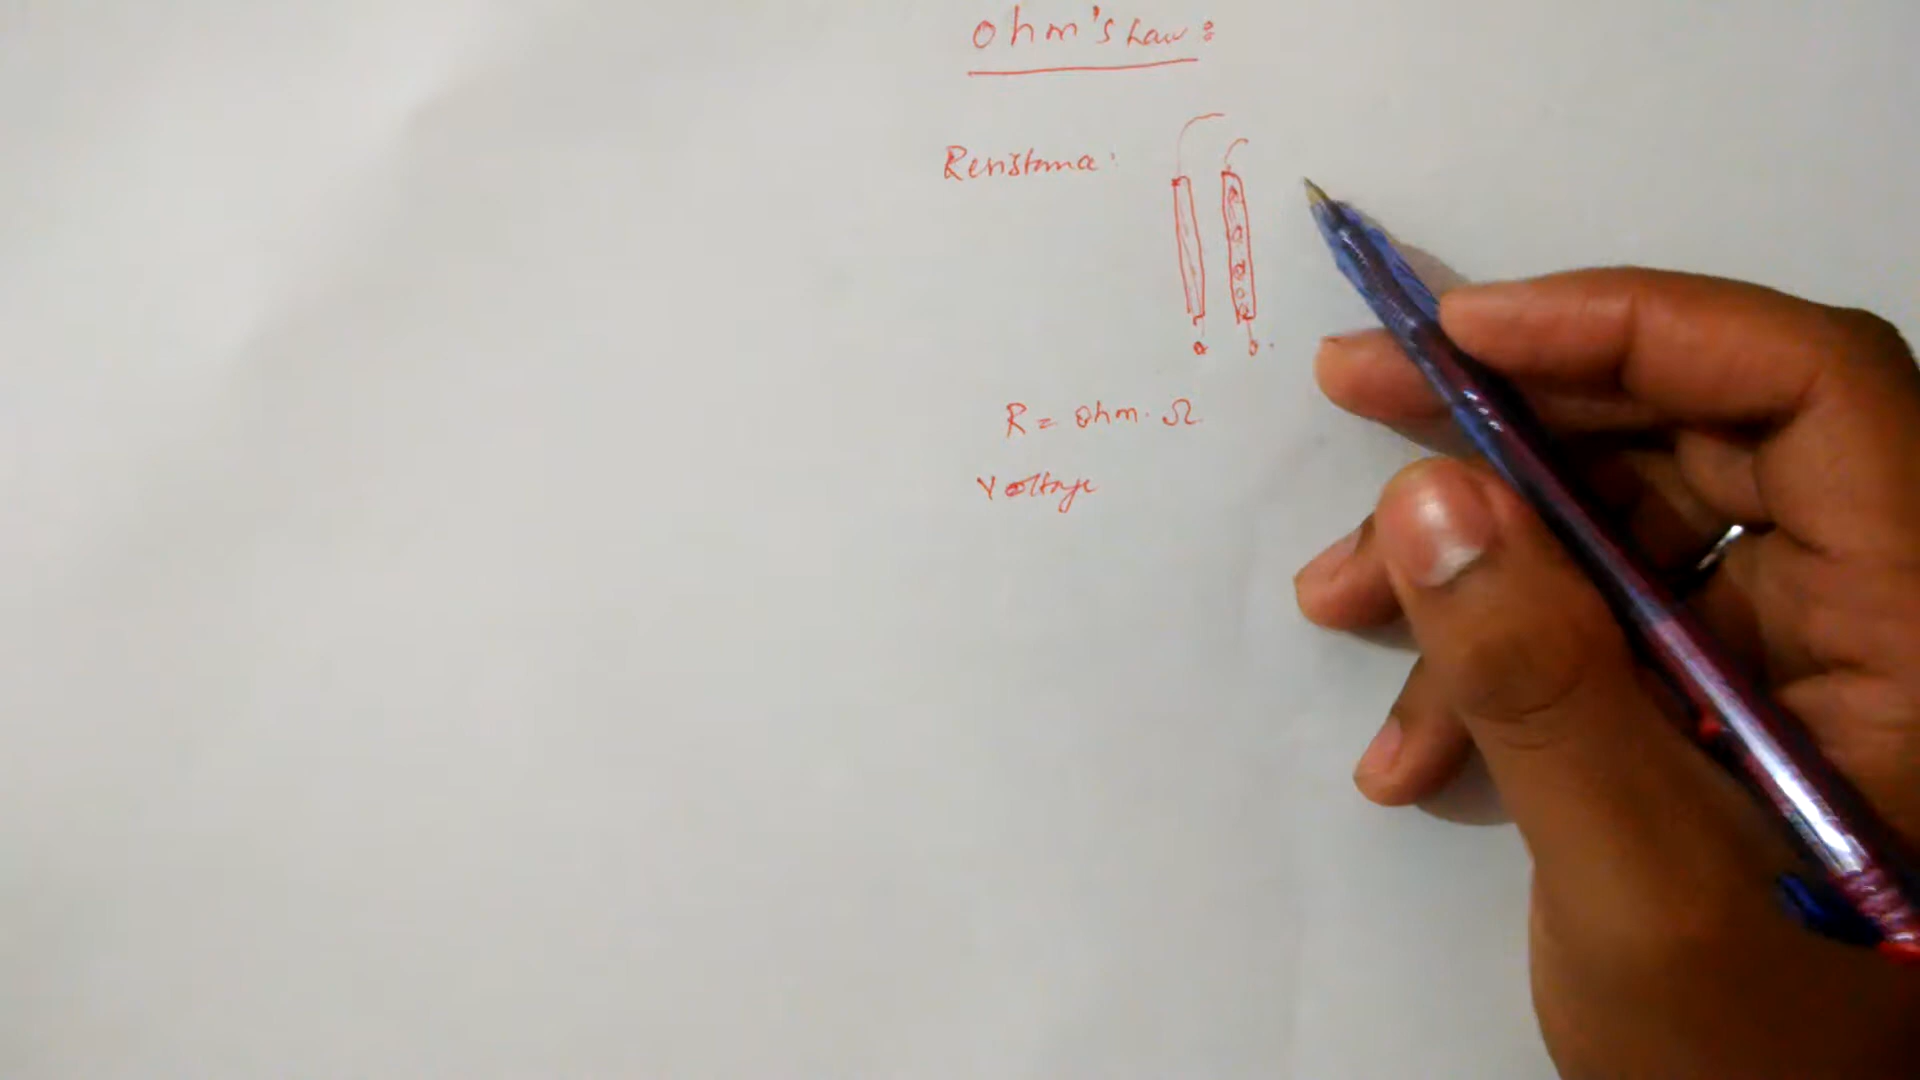 Ohm's Law:
Resistance:
R = ohm. Ω
Voltage